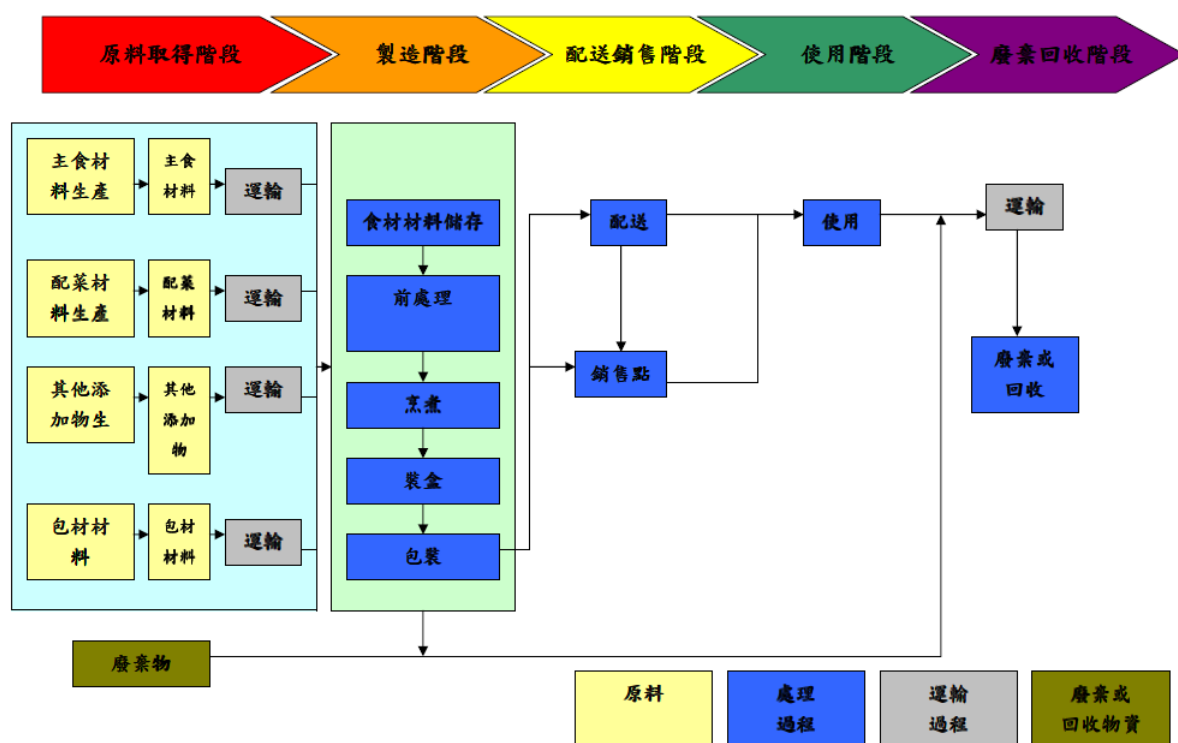 原料取得階段
製造階段
配送銷售階段
使用階段
廢棄回收階段
主食材
料生產
主食
材料
運輸
配菜材
料生產
配菜
材料
運輸
其他添
加物生
其他
添加
物
運輸
包材材
料
包材
材料
運輸
食材材料儲存
前處理
烹煮
裝盒
包裝
配送
銷售點
使用
運輸
廢棄或
回收
廢棄物
原料
處理
過程
運輸
過程
廢棄或
回收物資